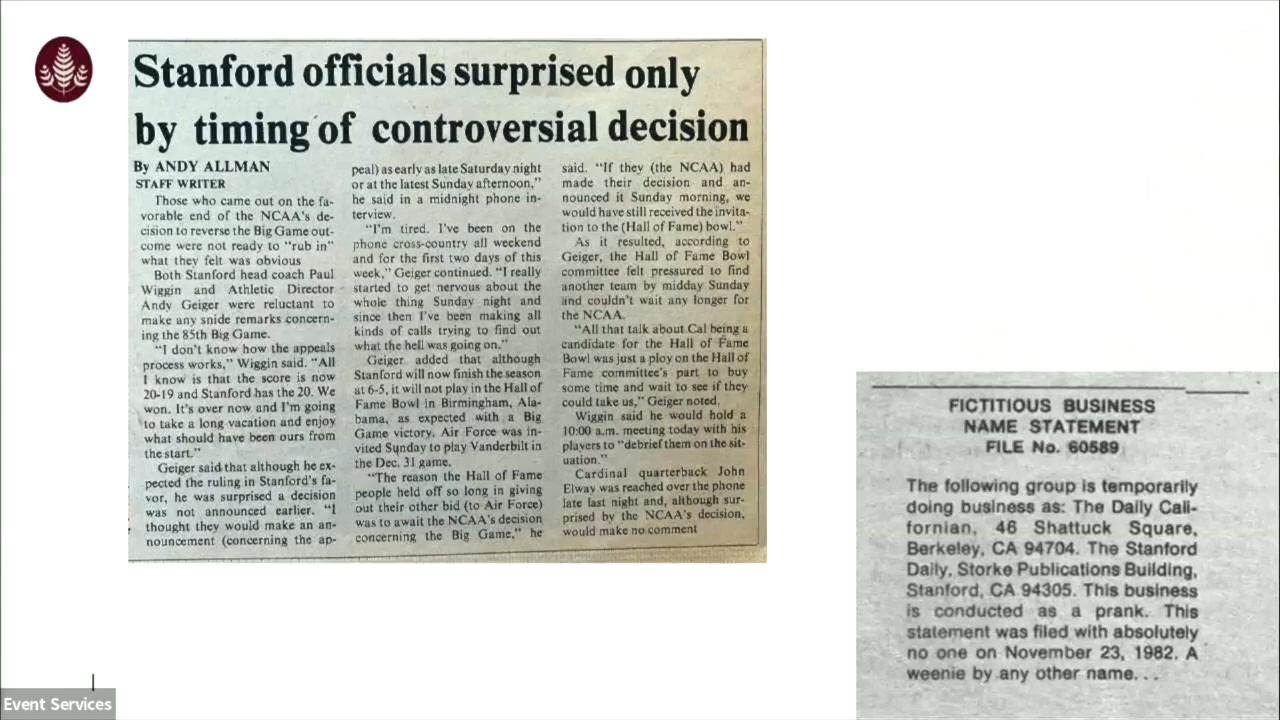 Stanford officials surprised only
by timing of controversial decision
By ANDY ALLMAN
STAFF WRITER
Those who came out on the fa-
vorable end of the NCAA's de-
cision to reverse the Big Game out-
come were not ready to “rub in”
what they felt was obvious
Both Stanford head coach Paul
Wiggin and Athletic Director
Andy Geiger were reluctant to
make any snide remarks concern-
ing the 85th Big Game.
“I don't know how the appeals
process works,” Wiggin said. “All
I know is that the score is now
20-19 and Stanford has the 20. We
won. It's over now and I'm going
to take a long vacation and enjoy
what should have been ours from
the start.”
Geiger said that although he ex-
pected the ruling in Stanford's fa-
vor, he was surprised a decision
was not announced earlier. “I
thought they would make an an-
nouncement (concerning the ap-
peal) as early as late Saturday night
or at the latest Sunday afternoon,”
he said in a midnight phone in-
terview.
“I'm tired. I've been on the
phone cross-country all weekend
and for the first two days of this
week,” Geiger continued. “I really
started to get nervous about the
whole thing Sunday night and
since then I've been making all
kinds of calls trying to find out
what the hell was going on.”
Geiger added that although
Stanford will now finish the season
at 6-5, it will not play in the Hall of
Fame Bowl in Birmingham, Ala-
bama, as expected with a Big
Game victory. Air Force was in-
vited Sunday to play Vanderbilt in
the Dec. 31 game.
“The reason the Hall of Fame
people held off so long in giving
out their other bid (to Air Force)
was to await the NCAA's decision
concerning the Big Game,” he
said. “If they (the NCAA) had
made their decision and an-
nounced it Sunday morning, we
would have still received the invita-
tion to the (Hall of Fame) bowl.”
As it resulted, according to
Geiger, the Hall of Fame Bowl
committee felt pressured to find
another team by midday Sunday
and couldn't wait any longer for
the NCAA.
“All that talk about Cal being a
candidate for the Hall of Fame
Bowl was just a ploy on the Hall of
Fame committee's part to buy
some time and wait to see if they
could take us,” Geiger noted.
Wiggin said he would hold a
10:00 a.m. meeting today with his
players to “debrief them on the sit-
uation.”
Cardinal quarterback John
Elway was reached over the phone
late last night and, although sur-
prised by the NCAA's decision,
would make no comment
FICTITIOUS BUSINESS
NAME STATEMENT
FILE No. 60589
The following group is temporarily
doing business as: The Daily Cali-
fornian, 46 Shattuck Square,
Berkeley, CA 94704. The Stanford
Daily, Storke Publications Building,
Stanford, CA 94305. This business
is conducted as a prank. This
statement was filed with absolutely
no one on November 23, 1982. A
weenie by any other name. . .
Event Services